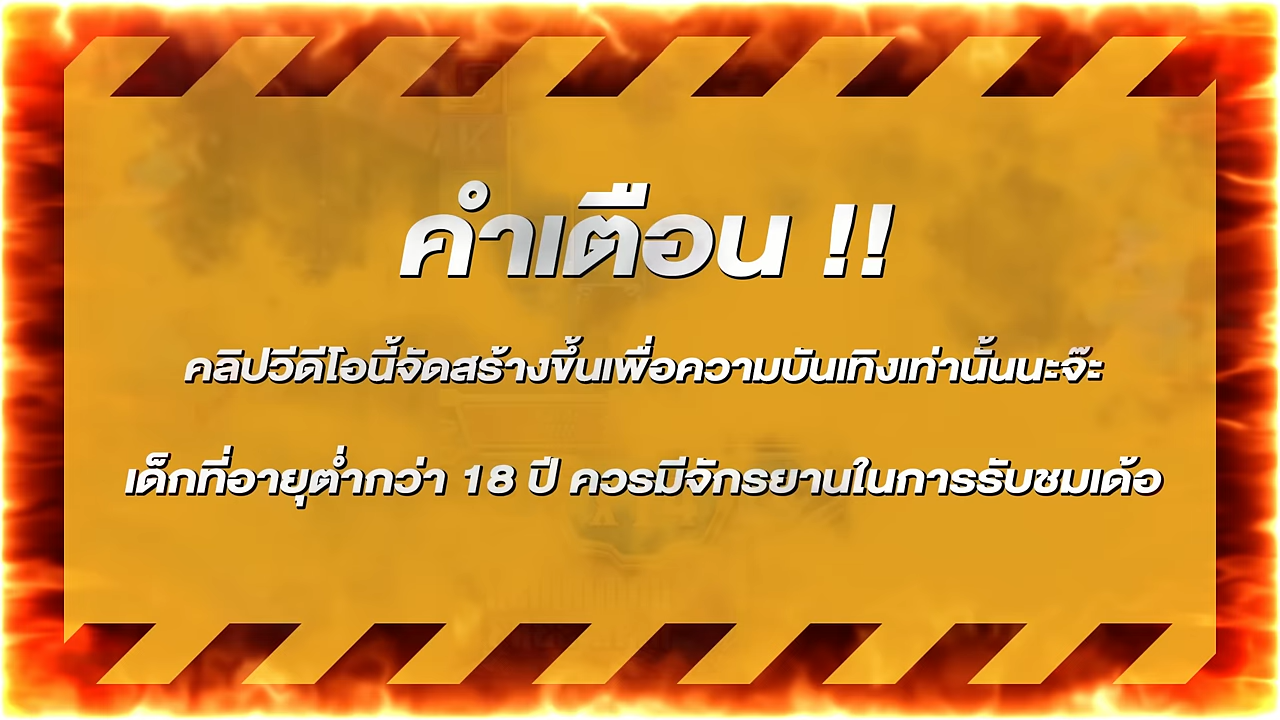 คำเตือน !!
คลิปวีดีโอนี้จัดสร้างขึ้นเพื่อความบันเทิงเท่านั้นนะจ๊ะ
เด็กที่อายุต่ำกว่า 18 ปี ควรมีจักรยานในการรับชมเด้อ